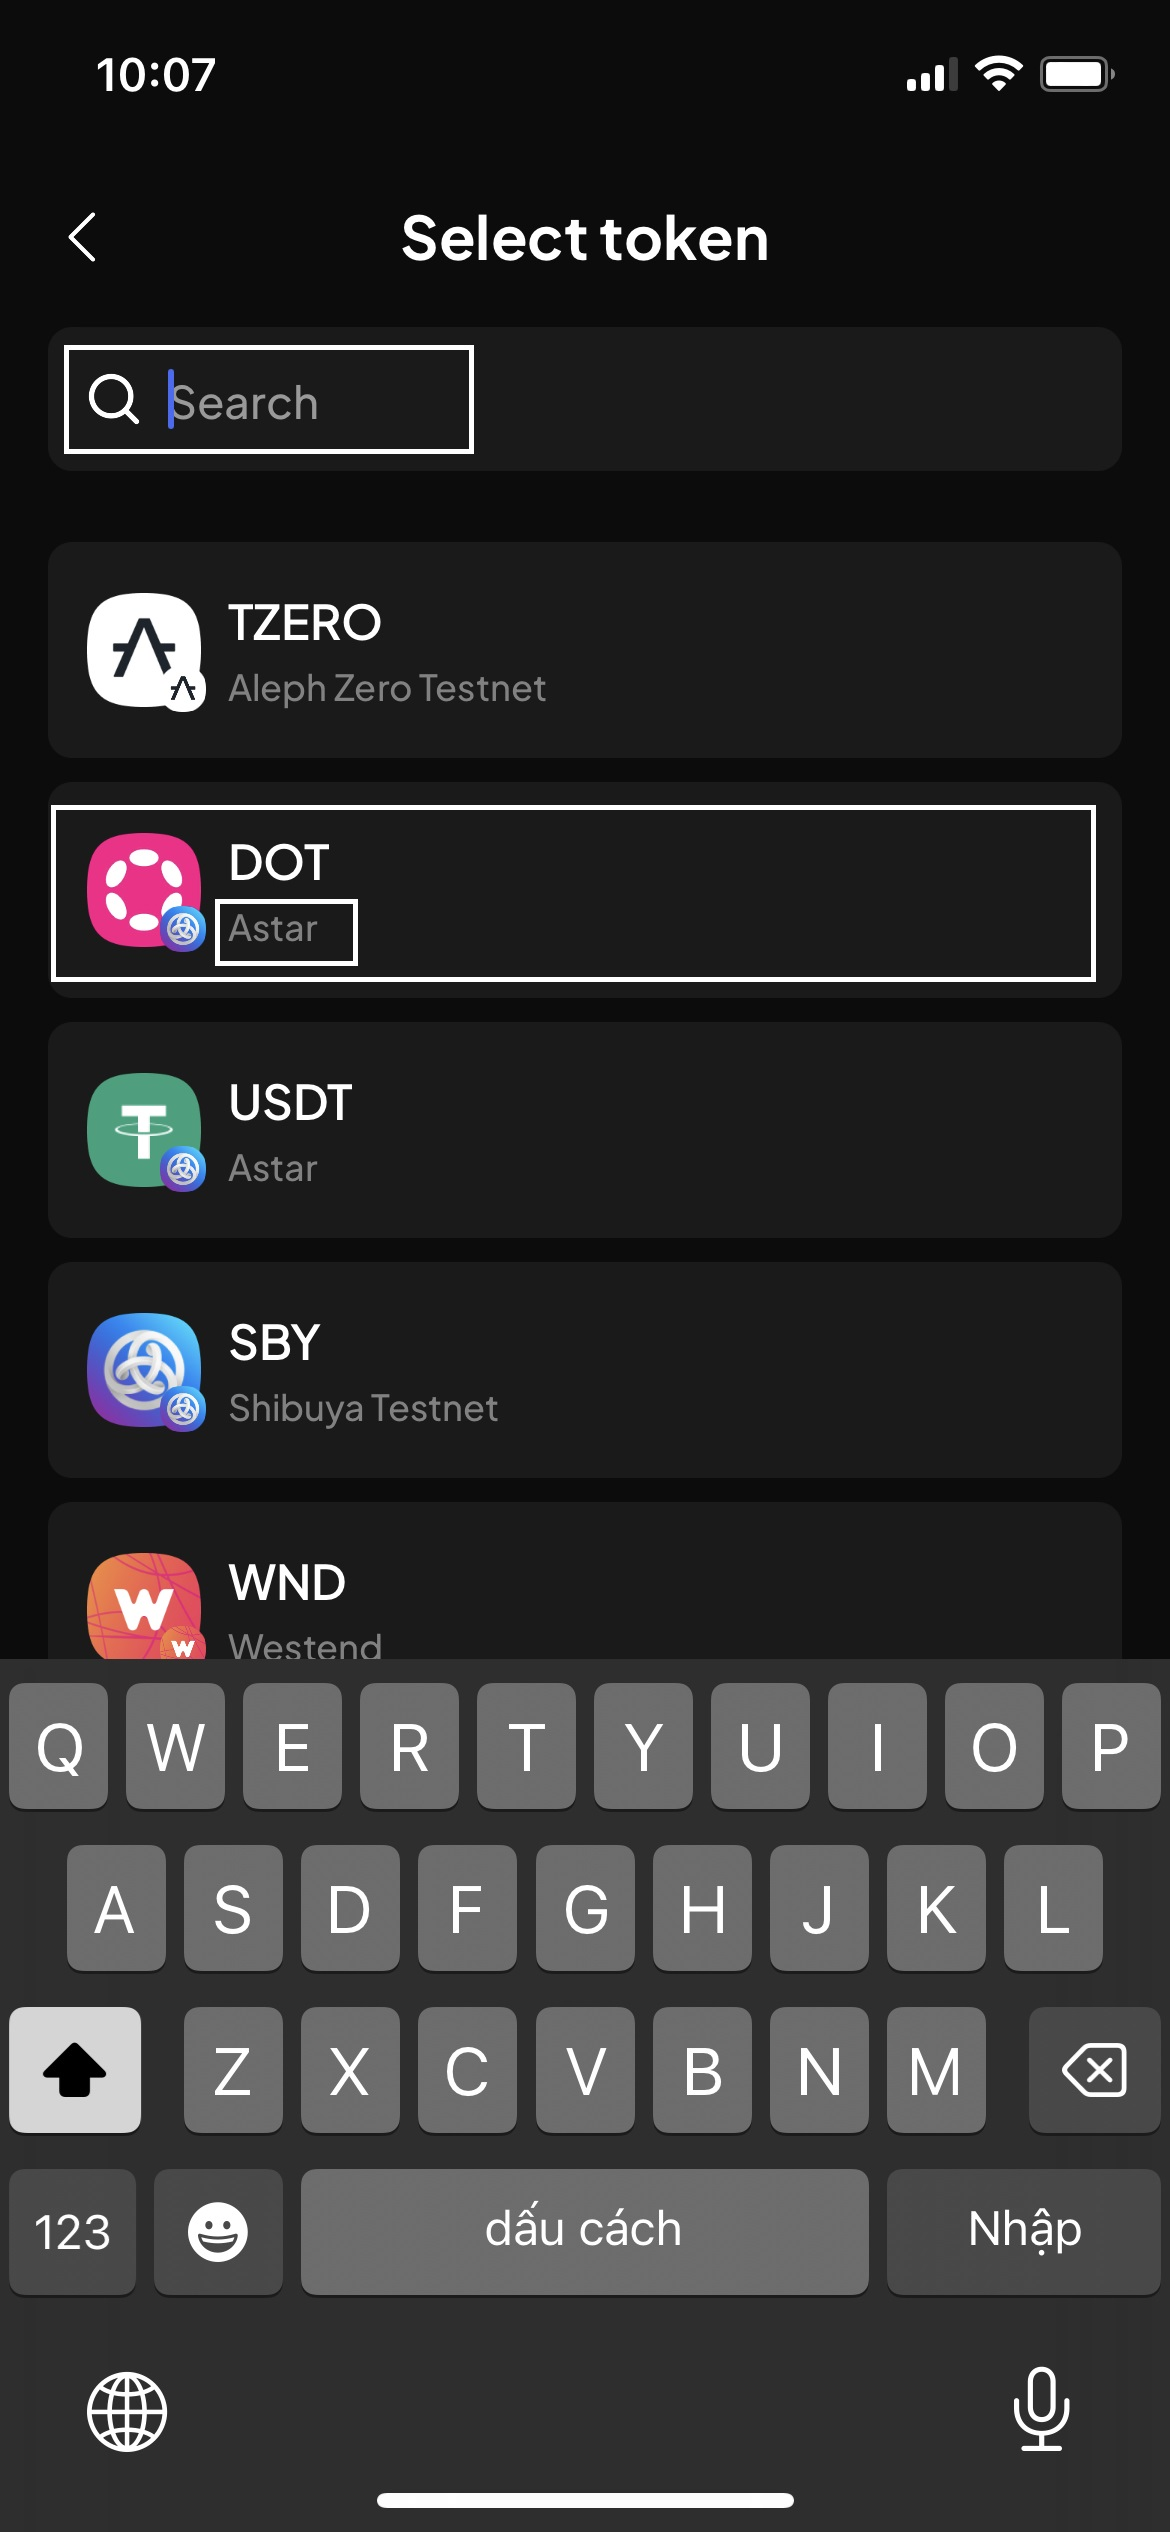 10:07
Select token
Search
TZERO
Aleph Zero Testnet
DOT
Astar
USDT
Astar
SBY
Shibuya Testnet
WND
Westend
Q W E R T Y U I O P
A S D F G H J K L
Z X C V B N M
123 dấu cách Nhập